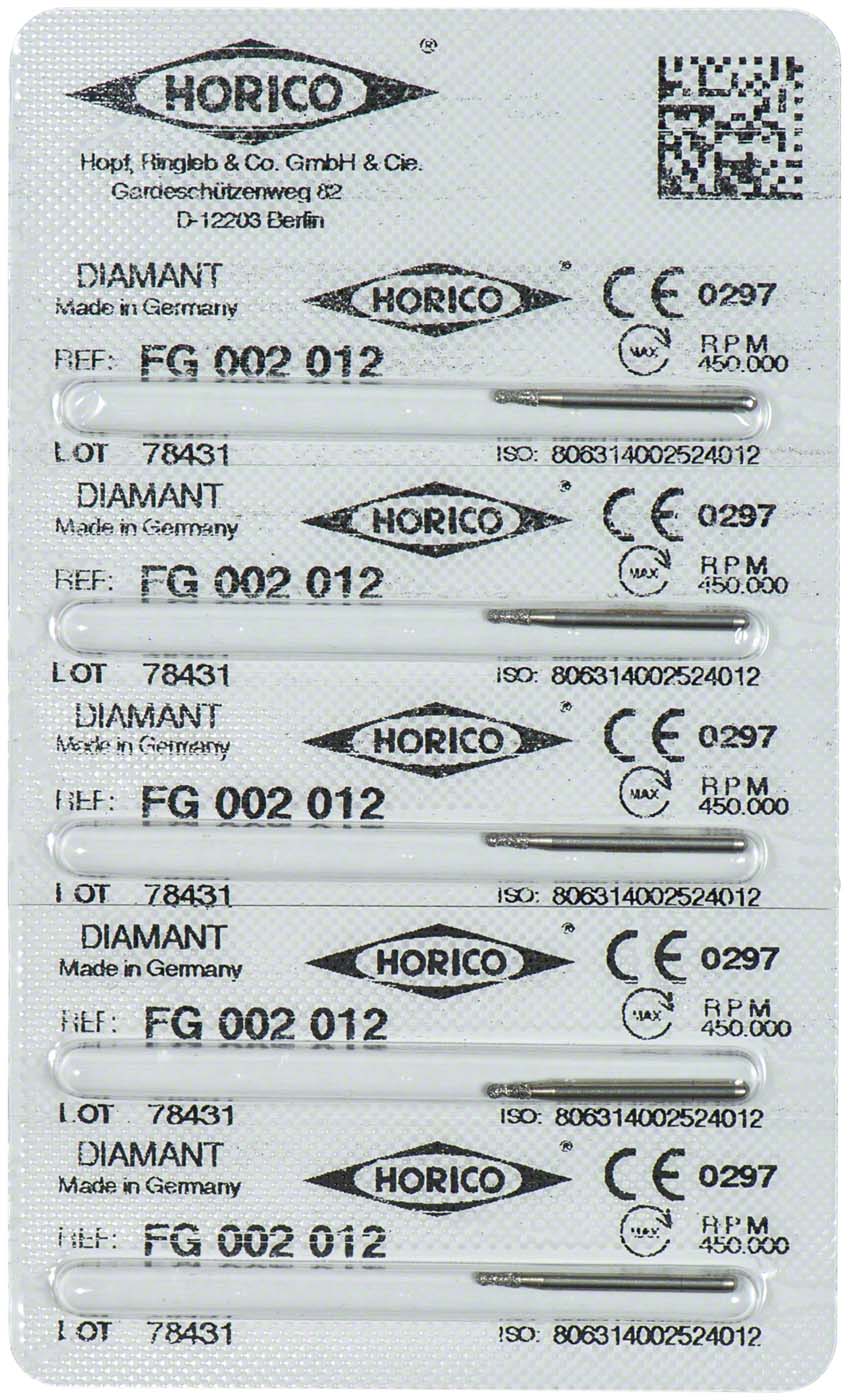 HORICO ®
Hopf, Ringleb & Co. GmbH & Cie.
Gardeschützenweg 82
D-12203 Berlin
DIAMANT
Made in Germany
HORICO ®
CE 0297
REF: FG 002 012
MAX
RPM
450.000
LOT 78431
ISO: 806314002524012
DIAMANT
Made in Germany
HORICO ®
CE 0297
REF: FG 002 012
MAX
RPM
450.000
LOT 78431
ISO: 806314002524012
DIAMANT
Made in Germany
HORICO ®
CE 0297
REF: FG 002 012
MAX
RPM
450.000
LOT 78431
ISO: 806314002524012
DIAMANT
Made in Germany
HORICO ®
CE 0297
REF: FG 002 012
MAX
RPM
450.000
LOT 78431
ISO: 806314002524012
DIAMANT
Made in Germany
HORICO ®
CE 0297
REF: FG 002 012
MAX
RPM
450.000
LOT 78431
ISO: 806314002524012